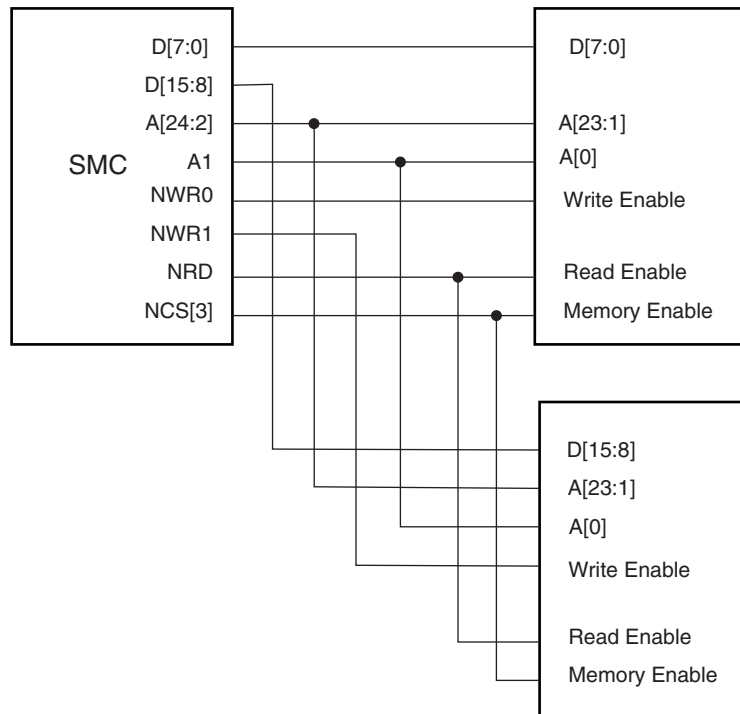 D[7:0]
D[15:8]
A[24:2]
SMC
A1
NWR0
NWR1
NRD
NCS[3]
D[7:0]
A[23:1]
A[0]
Write Enable
Read Enable
Memory Enable
D[15:8]
A[23:1]
A[0]
Write Enable
Read Enable
Memory Enable